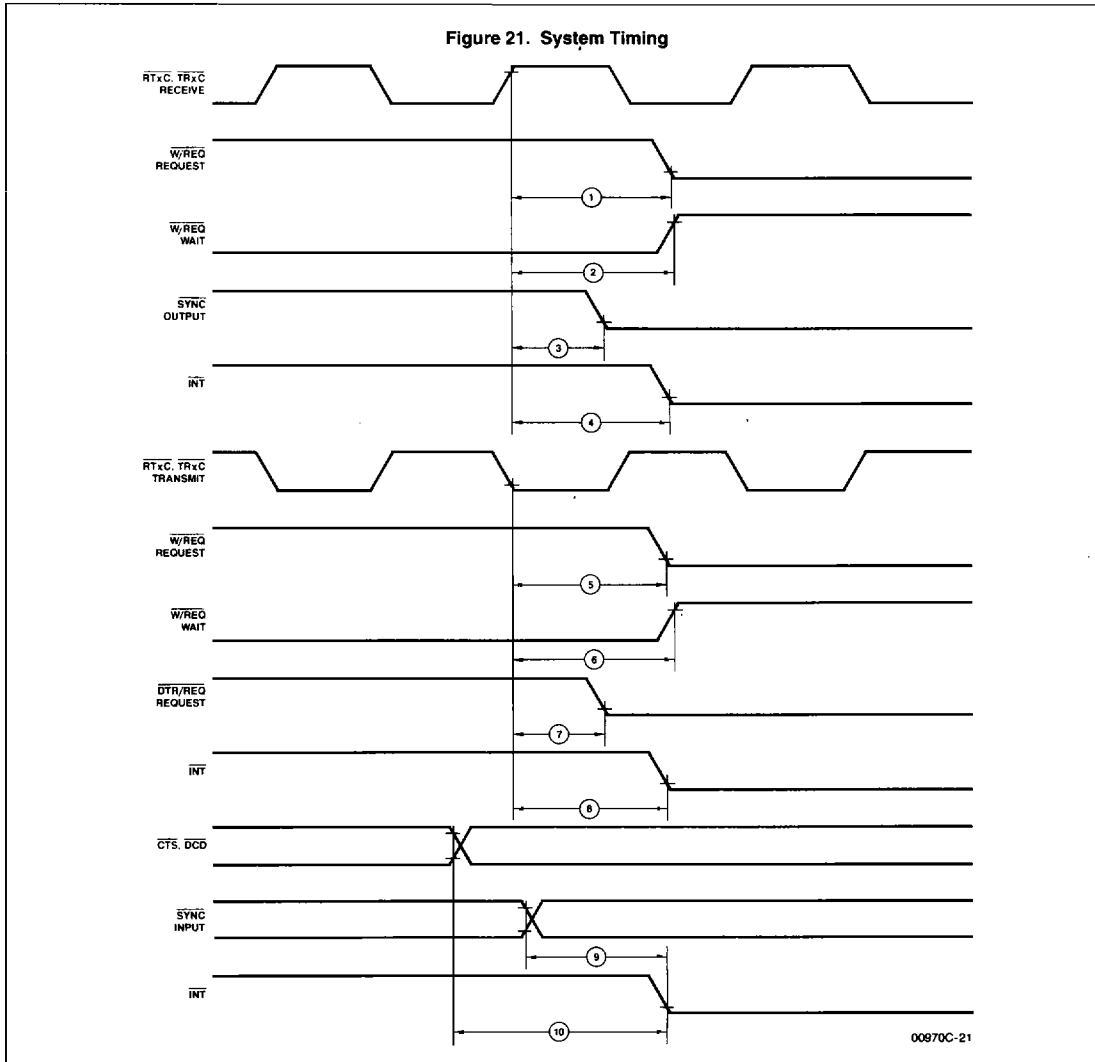 Figure 21. System Timing
RTxC, TRxC
RECEIVE
W/REQ
REQUEST
1
W/REQ
WAIT
2
SYNC
OUTPUT
3
INT
4
RTxC, TRxC
TRANSMIT
W/REQ
REQUEST
5
W/REQ
WAIT
6
DTR/REQ
REQUEST
7
INT
8
CTS, DCD
SYNC
INPUT
9
INT
10
00970C-21